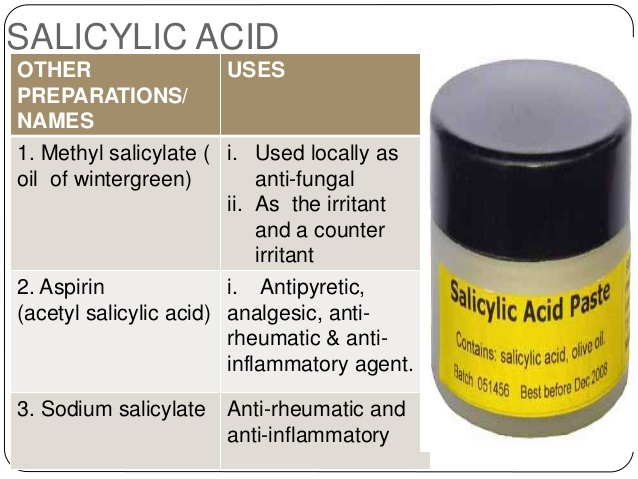 SALICYLIC ACID
OTHER
PREPARATIONS/
NAMES
USES
1. Methyl salicylate (
oil of wintergreen)
i. Used locally as
anti-fungal
ii. As the irritant
and a counter
irritant
2. Aspirin
(acetyl salicylic acid)
i. Antipyretic,
analgesic, anti-
rheumatic & anti-
inflammatory agent.
3. Sodium salicylate
Anti-rheumatic and
anti-inflammatory
Salicylic Acid Paste
Contains: salicylic acid, olive oil.
Batch 051456 Best before Dec 2008